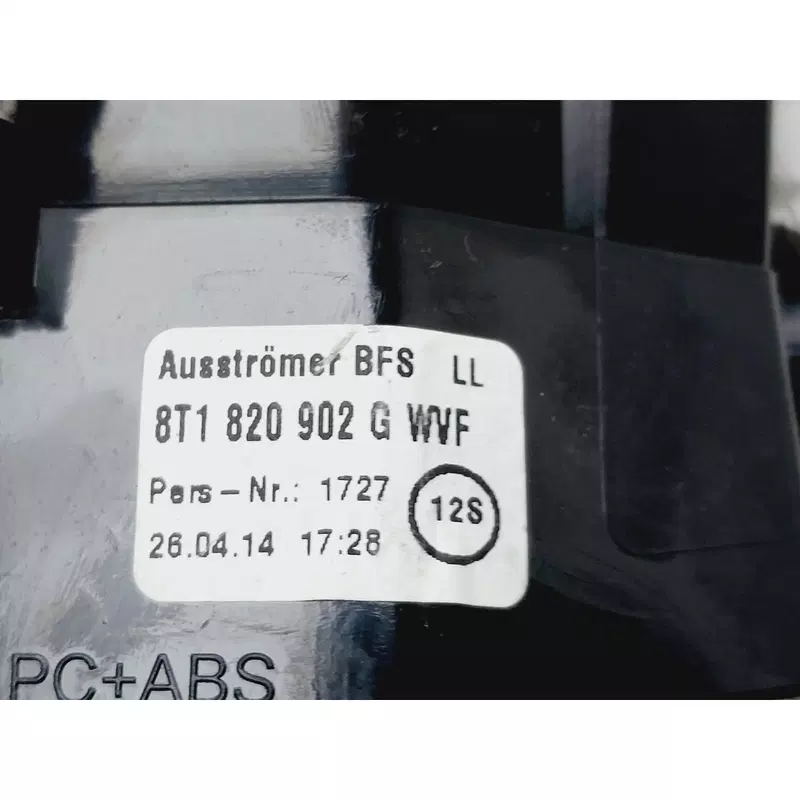 Ausströmer BFS LL
8T1 820 902 G WVF
Pers-Nr.: 1727
12S
26.04.14 17:28
PC+ABS